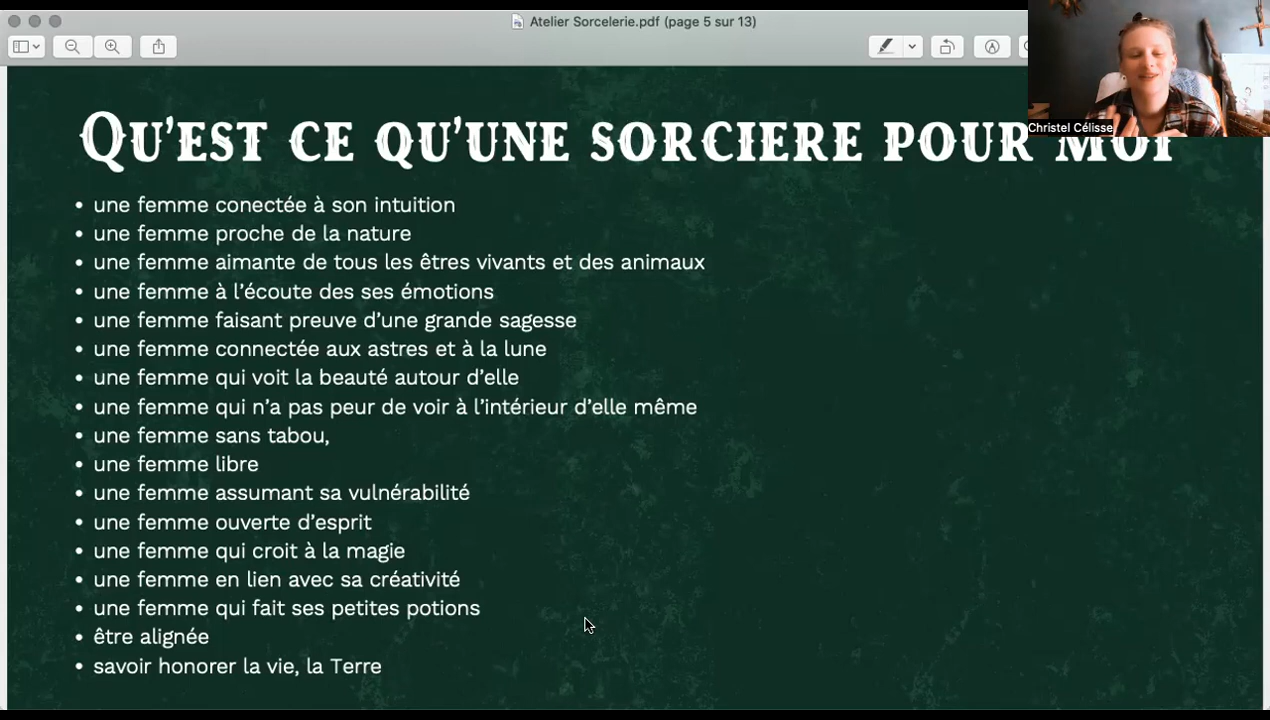 Atelier Sorcelerie.pdf (page 5 sur 13)
Christel Célisse
QU'EST CE QU'UNE SORCIERE POUR MOI
• une femme conectée à son intuition
• une femme proche de la nature
• une femme aimante de tous les êtres vivants et des animaux
• une femme à l'écoute des ses émotions
• une femme faisant preuve d'une grande sagesse
• une femme connectée aux astres et à la lune
• une femme qui voit la beauté autour d'elle
• une femme qui n'a pas peur de voir à l'intérieur d'elle même
• une femme sans tabou,
• une femme libre
• une femme assumant sa vulnérabilité
• une femme ouverte d'esprit
• une femme qui croit à la magie
• une femme en lien avec sa créativité
• une femme qui fait ses petites potions
• être alignée
• savoir honorer la vie, la Terre